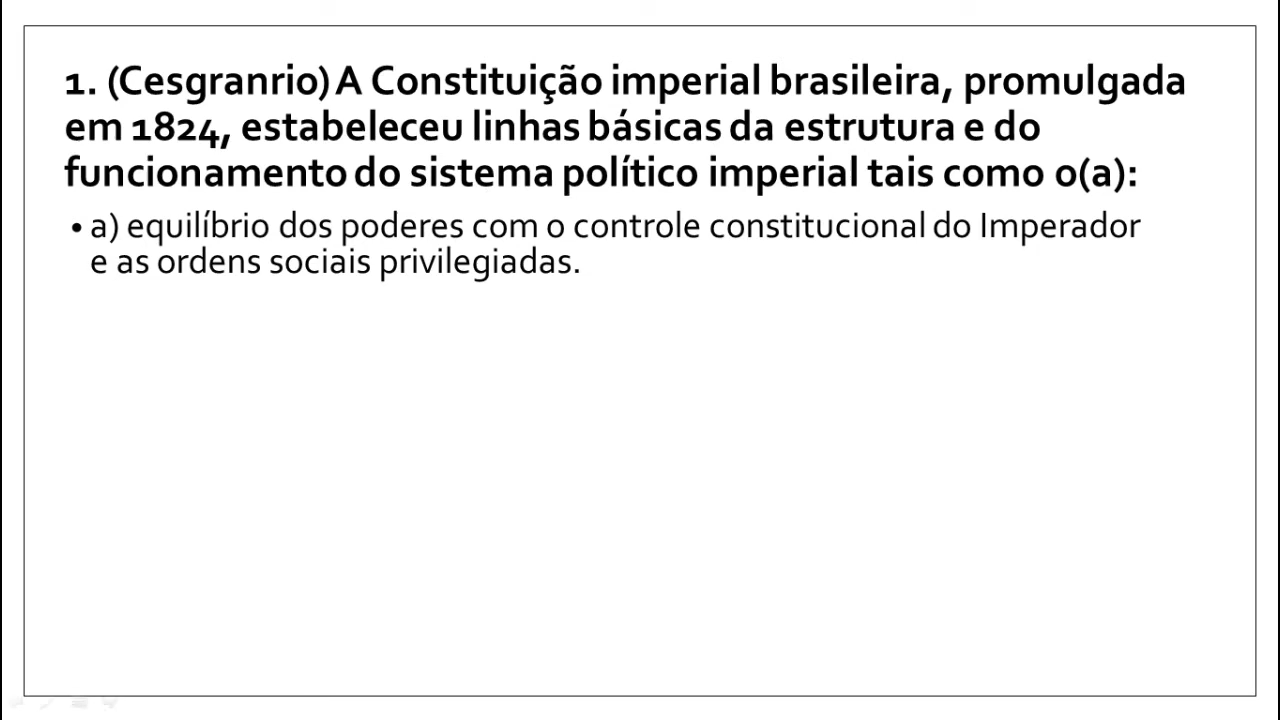 1. (Cesgranrio) A Constituição imperial brasileira, promulgada
em 1824, estabeleceu linhas básicas da estrutura e do
funcionamento do sistema político imperial tais como o(a):
• a) equilíbrio dos poderes com o controle constitucional do Imperador
e as ordens sociais privilegiadas.